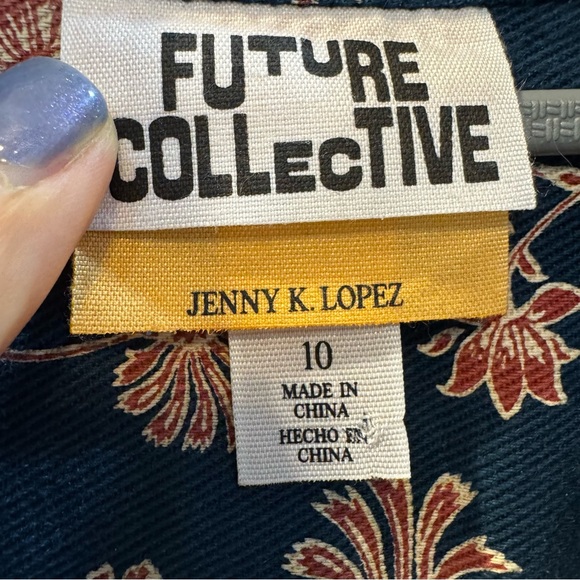 FUTURE
COLLECTIVE
JENNY K. LOPEZ
10
MADE IN
CHINA
HECHO EN
CHINA